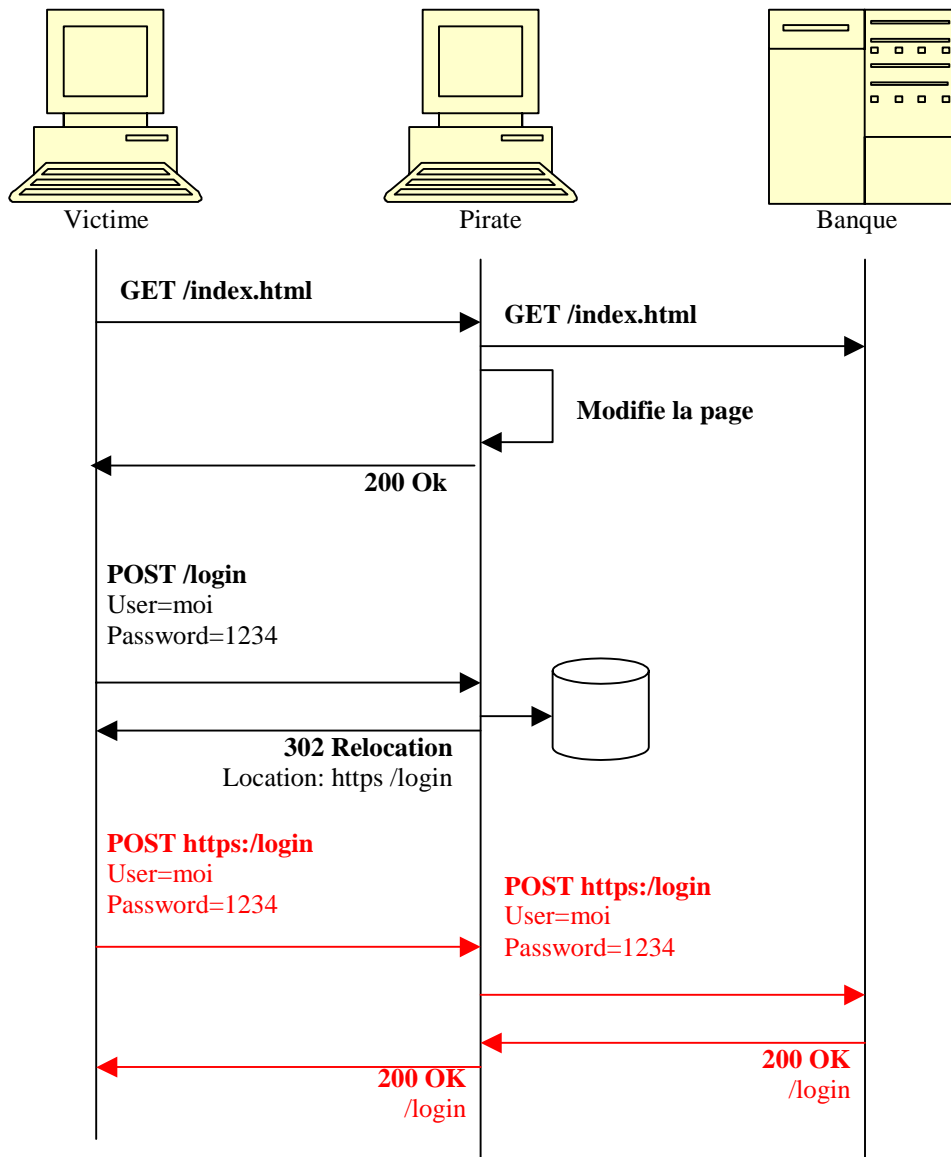 Victime
Pirate
Banque
GET /index.html
GET /index.html
Modifie la page
200 Ok
POST /login
User=moi
Password=1234
302 Relocation
Location: https /login
POST https:/login
User=moi
Password=1234
POST https:/login
User=moi
Password=1234
200 OK
/login
200 OK
/login